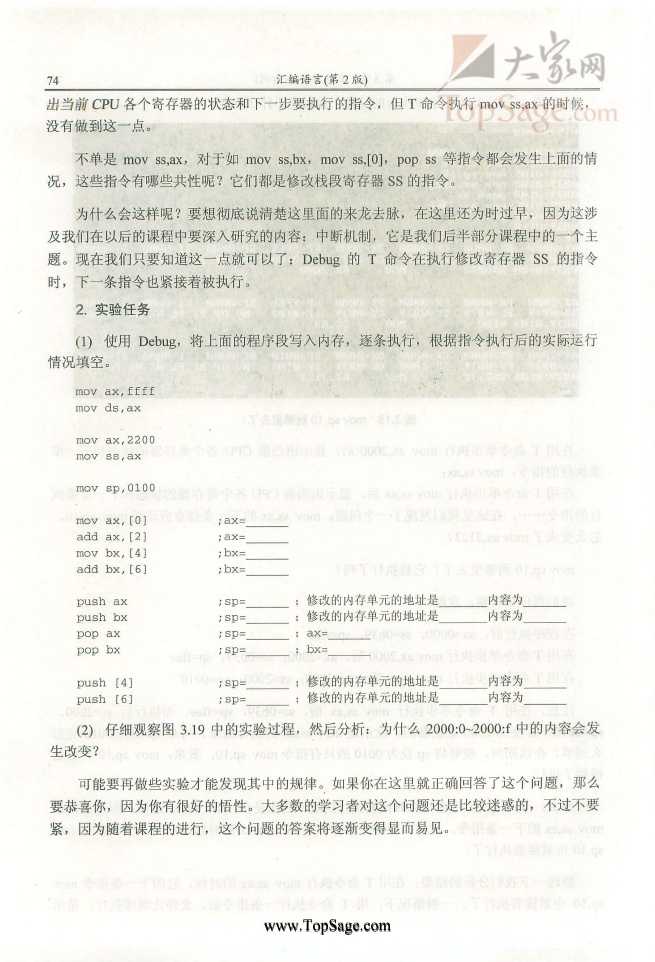 大家网
TopSage.com
74 汇编语言(第 2 版)
出当前 CPU 各个寄存器的状态和下一步要执行的指令，但 T 命令执行 mov ss,ax 的时候，
没有做到这一点。
不单是 mov ss,ax，对于如 mov ss,bx，mov ss,[0]，pop ss 等指令都会发生上面的情
况，这些指令有哪些共性呢？它们都是修改栈段寄存器 SS 的指令。
为什么会这样呢？要想彻底说清楚这里面的来龙去脉，在这里还为时过早，因为这涉
及我们在以后的课程中要深入研究的内容：中断机制，它是我们后半部分课程中的一个主
题。现在我们只要知道这一点就可以了：Debug 的 T 命令在执行修改寄存器 SS 的指令
时，下一条指令也紧接着被执行。
2. 实验任务
(1) 使用 Debug，将上面的程序段写入内存，逐条执行，根据指令执行后的实际运行
情况填空。
mov ax,ffff
mov ds,ax
mov ax,2200
mov ss,ax
mov sp,0100
mov ax,[0] ;ax=______
add ax,[2] ;ax=______
mov bx,[4] ;bx=______
add bx,[6] ;bx=______
push ax ;sp=______ ；修改的内存单元的地址是______内容为______
push bx ;sp=______ ；修改的内存单元的地址是______内容为______
pop ax ;sp=______ ；ax=______
pop bx ;sp=______ ；bx=______
push [4] ;sp=______ ；修改的内存单元的地址是______内容为______
push [6] ;sp=______ ；修改的内存单元的地址是______内容为______
(2) 仔细观察图 3.19 中的实验过程，然后分析：为什么 2000:0~2000:f 中的内容会发
生改变？
可能要再做些实验才能发现其中的规律。如果你在这里就正确回答了这个问题，那么
要恭喜你，因为你有很好的悟性。大多数的学习者对这个问题还是比较迷惑的，不过不要
紧，因为随着课程的进行，这个问题的答案将逐渐变得显而易见。
www.TopSage.com